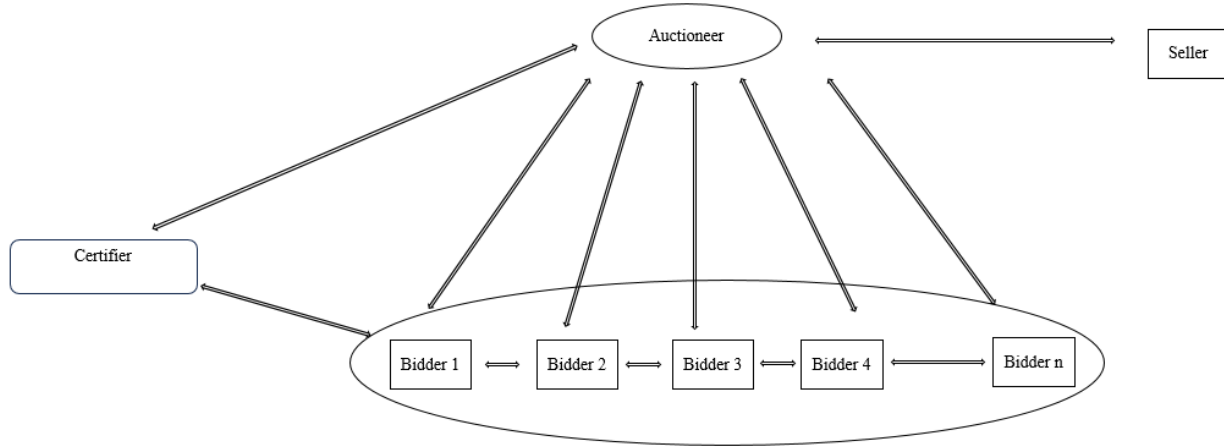 Auctioneer
Seller
Certifier
Bidder 1
Bidder 2
Bidder 3
Bidder 4
Bidder n